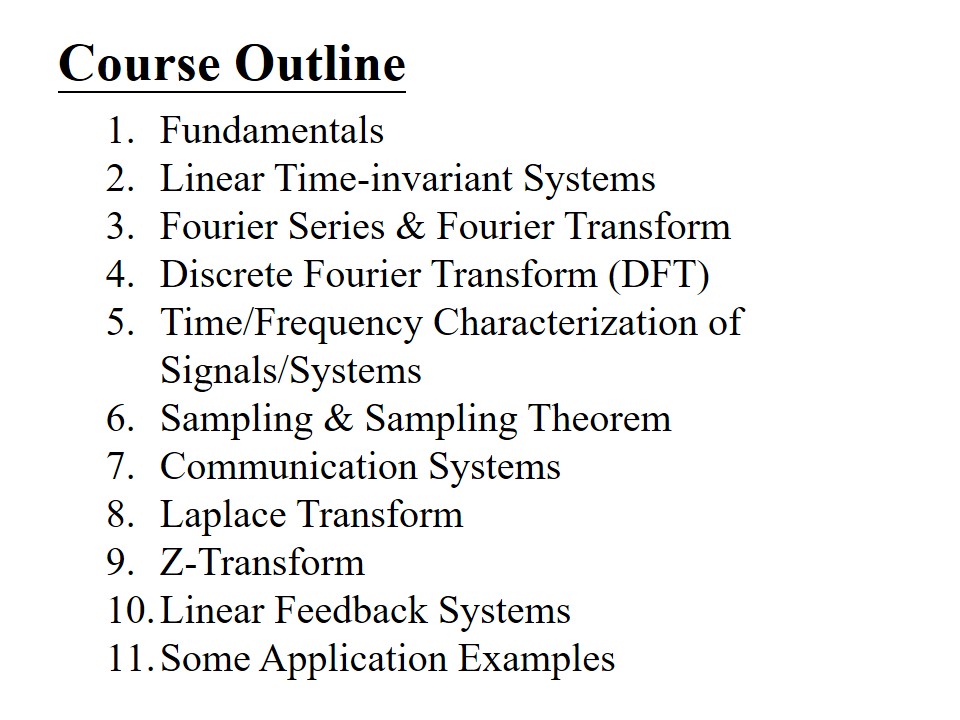 Course Outline
1. Fundamentals
2. Linear Time-invariant Systems
3. Fourier Series & Fourier Transform
4. Discrete Fourier Transform (DFT)
5. Time/Frequency Characterization of
Signals/Systems
6. Sampling & Sampling Theorem
7. Communication Systems
8. Laplace Transform
9. Z-Transform
10. Linear Feedback Systems
11. Some Application Examples